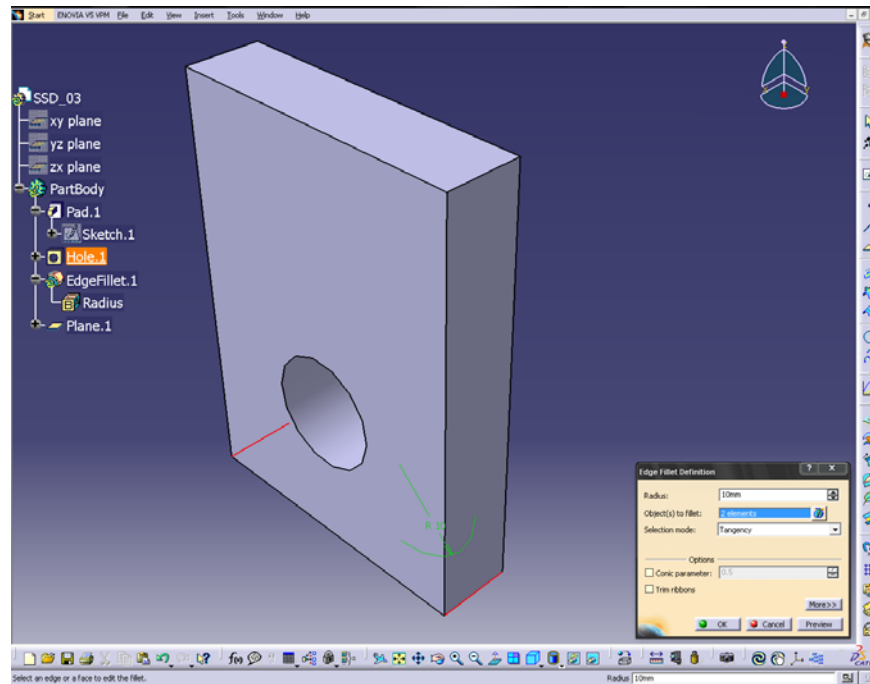 Start ENOVIA V5 VPM File Edit View Insert Tools Window Help
SSD_03
xy plane
yz plane
zx plane
PartBody
Pad.1
Sketch.1
Hole.1
EdgeFillet.1
Radius
Plane.1
R 10
Edge Fillet Definition
Radius: 10mm
Object(s) to fillet: 2 elements
Selection mode: Tangency
Options
Conic parameter: 0.5
Trim ribbons
More>>
OK Cancel Preview
f(x)
Select an edge or a face to edit the fillet.
Radius 10mm